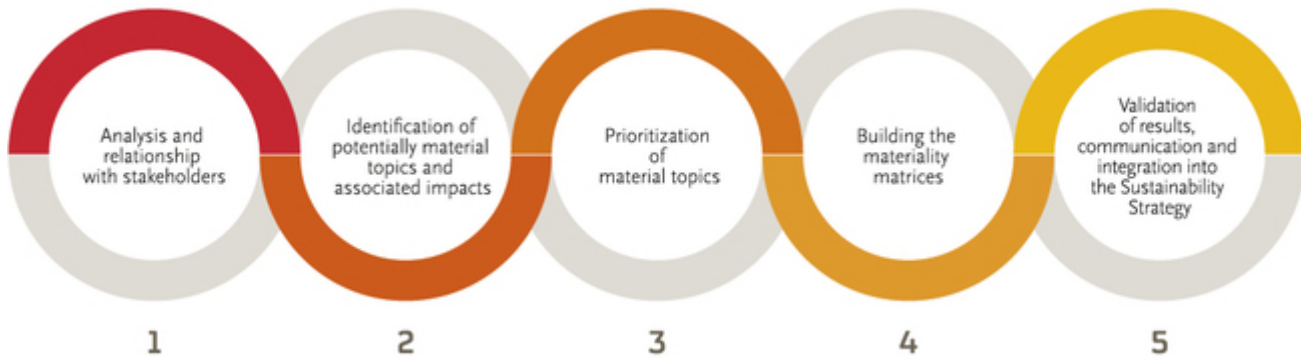 Analysis and
relationship
with stakeholders
Identification of
potentially material
topics and
associated impacts
Prioritization
of
material topics
Building the
materiality
matrices
Validation
of results,
communication and
integration into
the Sustainability
Strategy
1
2
3
4
5